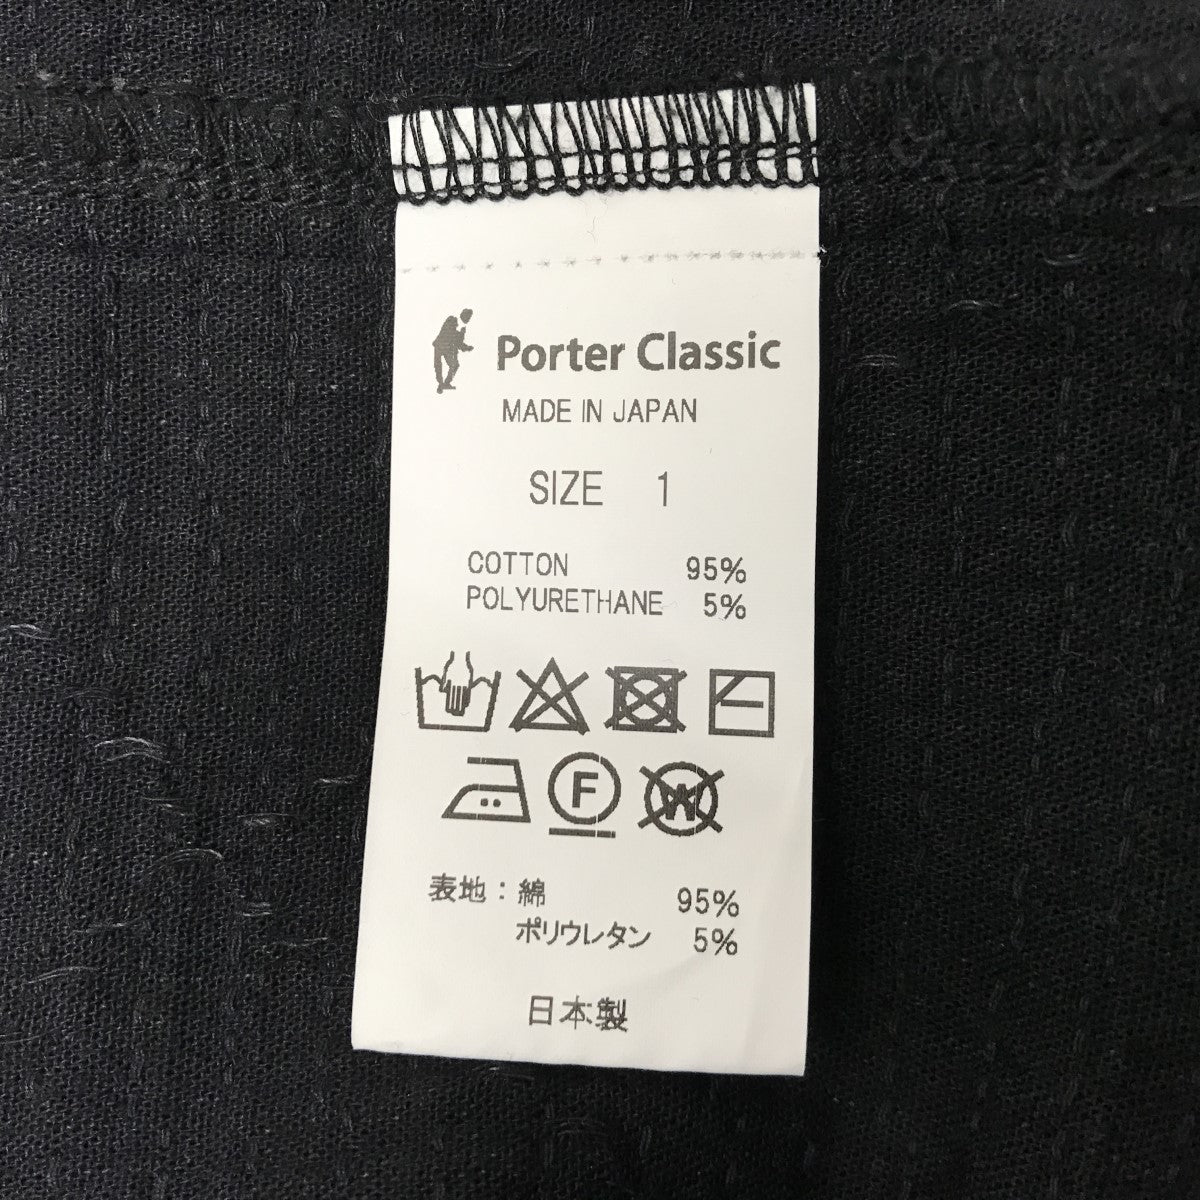 Porter Classic
MADE IN JAPAN
SIZE 1
COTTON 95%
POLYURETHANE 5%
F
W
表地：綿 95%
ポリウレタン 5%
日本製